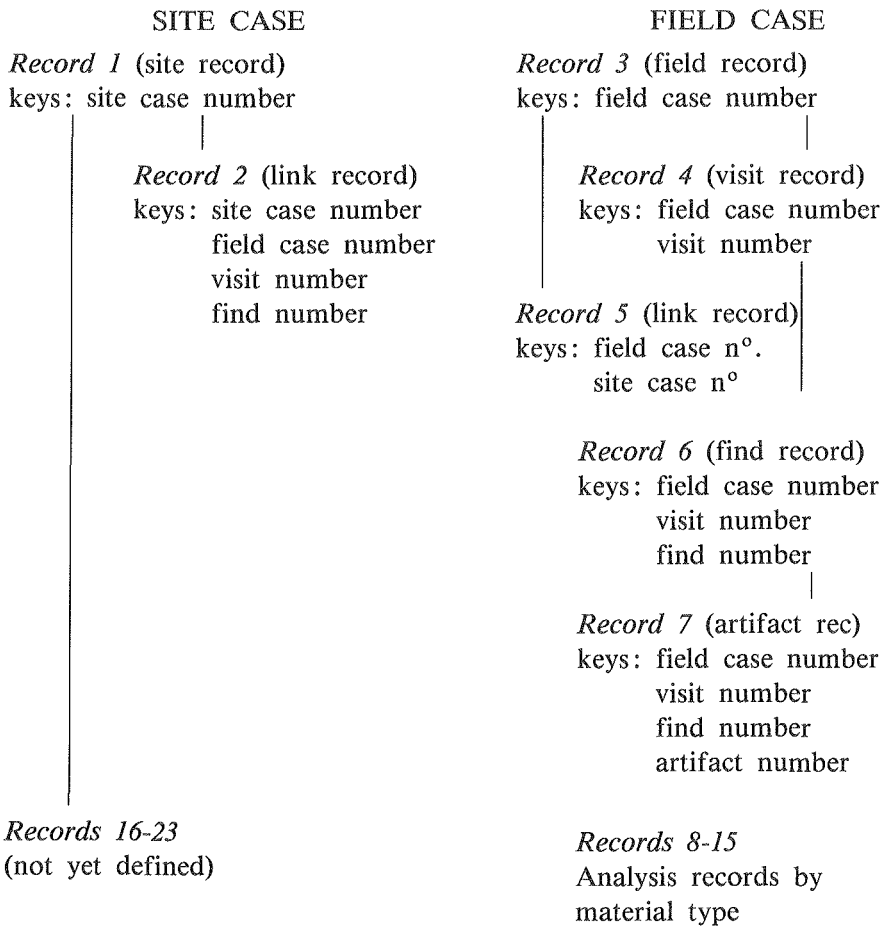 SITE CASE
Record 1 (site record)
keys: site case number
Record 2 (link record)
keys: site case number
field case number
visit number
find number
Records 16-23
(not yet defined)
FIELD CASE
Record 3 (field record)
keys: field case number
Record 4 (visit record)
keys: field case number
visit number
Record 5 (link record)
keys: field case nº.
site case nº
Record 6 (find record)
keys: field case number
visit number
find number
Record 7 (artifact rec)
keys: field case number
visit number
find number
artifact number
Records 8-15
Analysis records by
material type